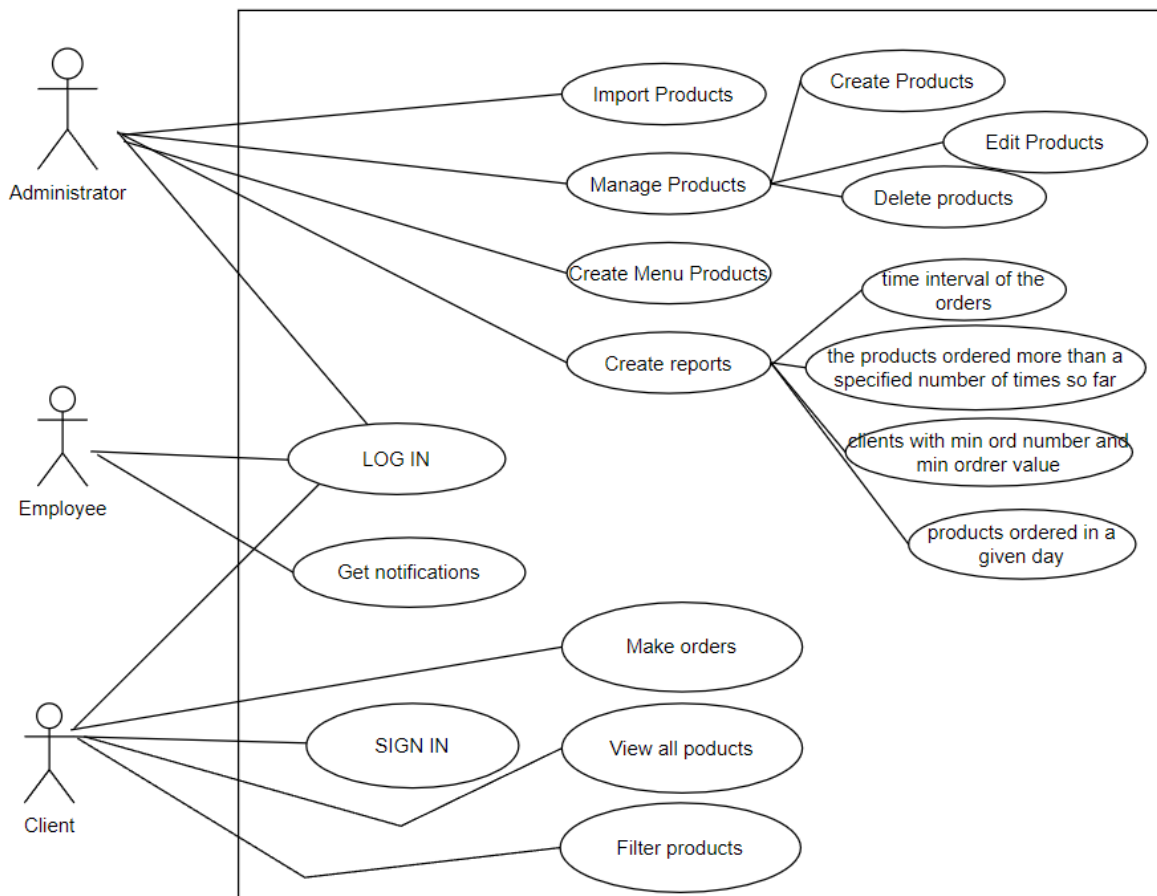 Create Products
Import Products
Edit Products
Administrator
Manage Products
Delete products
Create Menu Products
time interval of the
orders
Create reports
the products ordered more than a
specified number of times so far
clients with min ord number and
min ordrer value
LOG IN
Employee
products ordered in a
given day
Get notifications
Make orders
SIGN IN
View all poducts
Client
Filter products